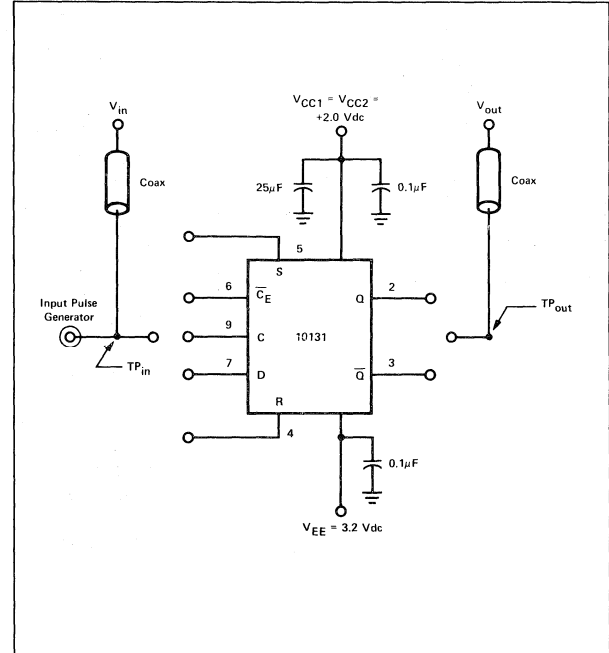 V_in
V_CC1 = V_CC2 =
+2.0 Vdc
V_out
Coax
25μF
0.1μF
Coax
5
S
6
C̅_E
Q
2
Input Pulse
Generator
9
C
10131
TP_out
TP_in
7
D
Q̅
3
R
4
0.1μF
V_EE = 3.2 Vdc